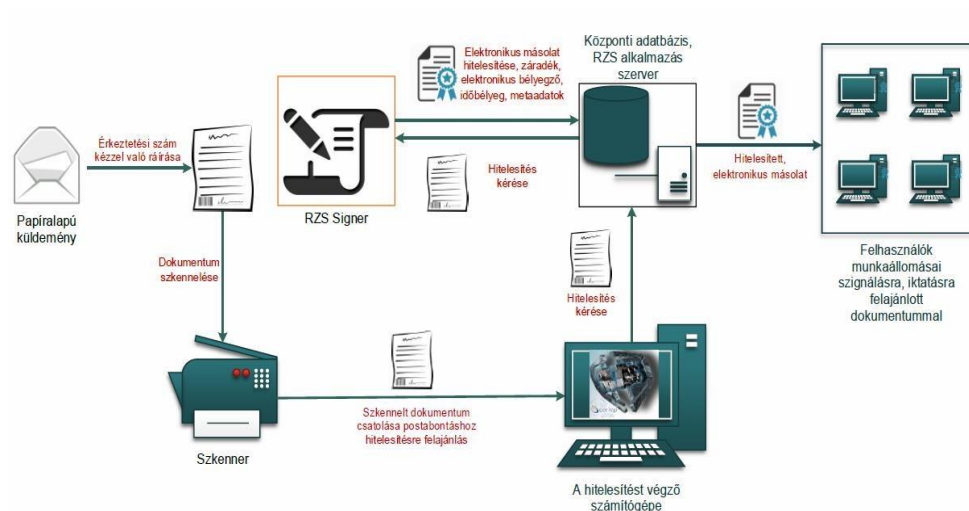 Papíralapú
küldemény
Érkeztetési szám
kézzel való ráírása
Dokumentum
szkennelése
Szkenner
Szkennelt dokumentum
csatolása postabontáshoz
hitelesítésre felajánlás
A hitelesítést végző
számítógépe
Hitelesítés
kérése
Központi adatbázis,
RZS alkalmazás
szerver
Hitelesítés
kérése
RZS Signer
Elektronikus másolat
hitelesítése, záradék,
elektronikus bélyegző,
időbélyeg, metaadatok
Hitelesített,
elektronikus másolat
Felhasználók
munkaállomásai
szignálásra, iktatásra
felajánlott
dokumentummal